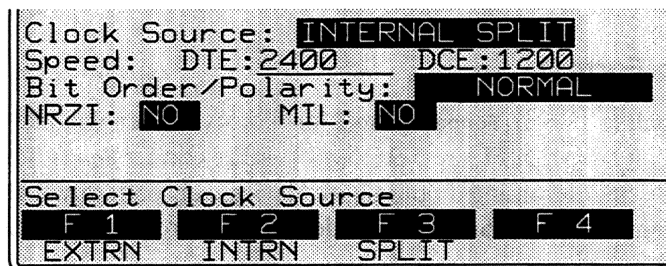 Clock Source: INTERNAL SPLIT
Speed: DTE:2400 DCE:1200
Bit Order/Polarity: NORMAL
NRZI: NO MIL: NO
Select Clock Source
F 1 F 2 F 3 F 4
EXTRN INTRN SPLIT